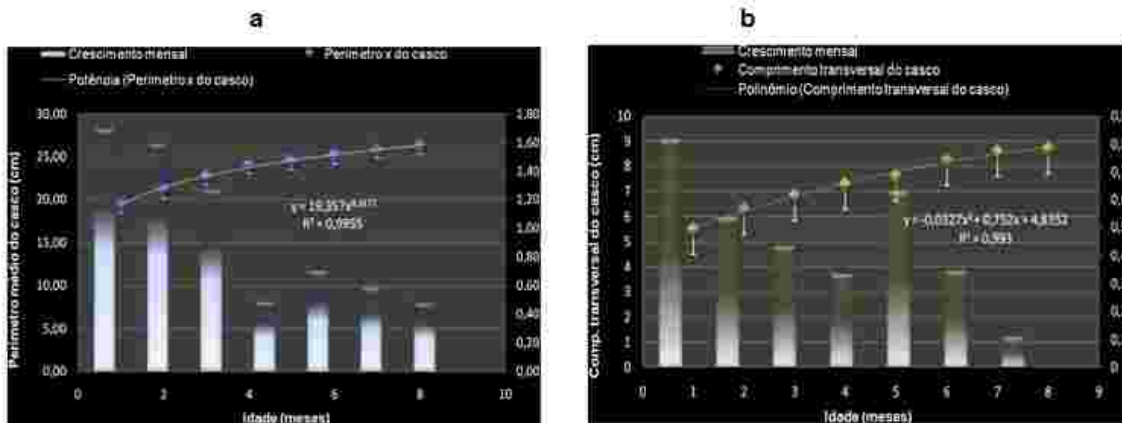 a
Crescimento mensal
Perímetro x do casco
Potência (Perímetro x do casco)
Perímetro médio do casco (cm)
30,00
25,00
20,00
15,00
10,00
5,00
0,00
1,80
1,60
1,40
1,20
1,00
0,80
0,60
0,40
0,20
0,00
R² = 0,9955
0 2 4 6 8 10
Idade (meses)
b
Crescimento mensal
Comprimento transversal do casco
Polinômio (Comprimento transversal do casco)
Comp. transversal do casco (cm)
10
9
8
7
6
5
4
3
2
1
0
R² = 0,993
0 1 2 3 4 5 6 7 8 9
Idade (meses)